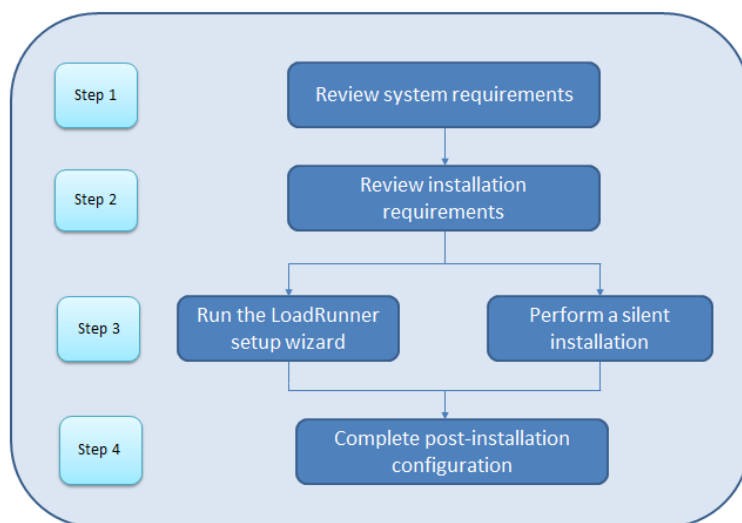 Step 1
Review system requirements
Step 2
Review installation
requirements
Step 3
Run the LoadRunner
setup wizard
Perform a silent
installation
Step 4
Complete post-installation
configuration